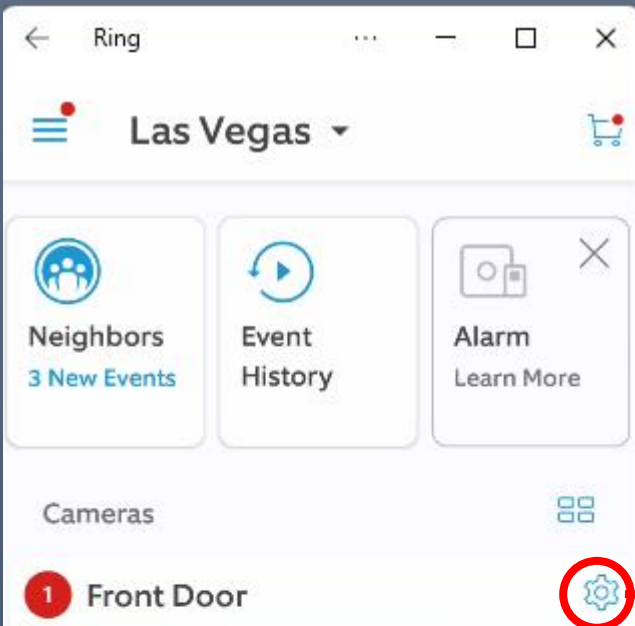 Ring
Las Vegas
Neighbors
3 New Events
Event
History
Alarm
Learn More
Cameras
1 Front Door